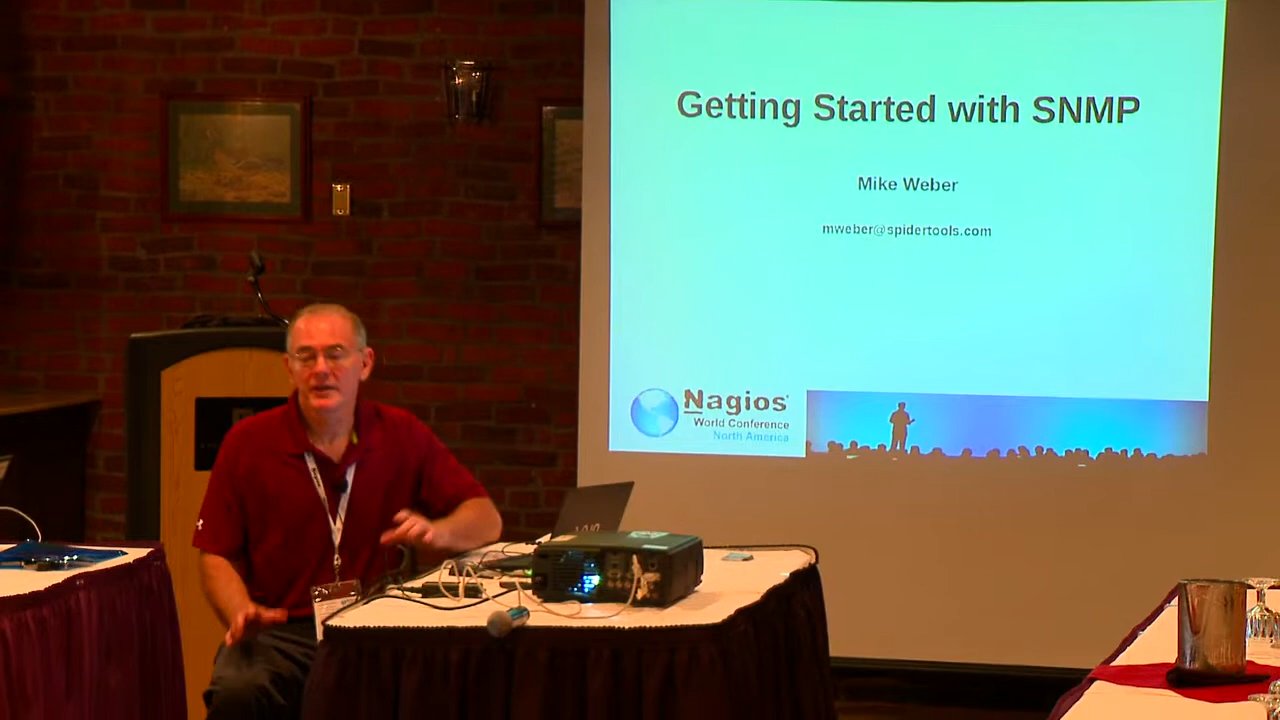 Getting Started with SNMP
Mike Weber
mweber@spidertools.com
Nagios
World Conference
North America